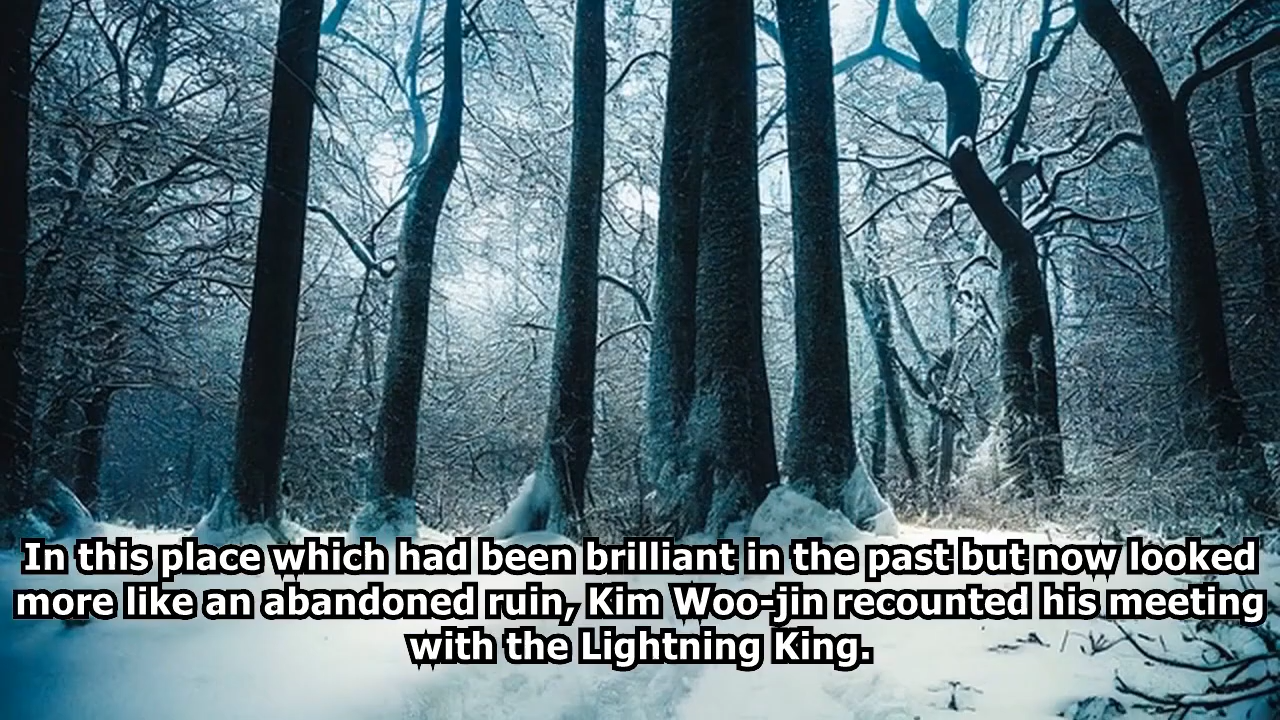 In this place which had been brilliant in the past but now looked
more like an abandoned ruin, Kim Woo-jin recounted his meeting
with the Lightning King.